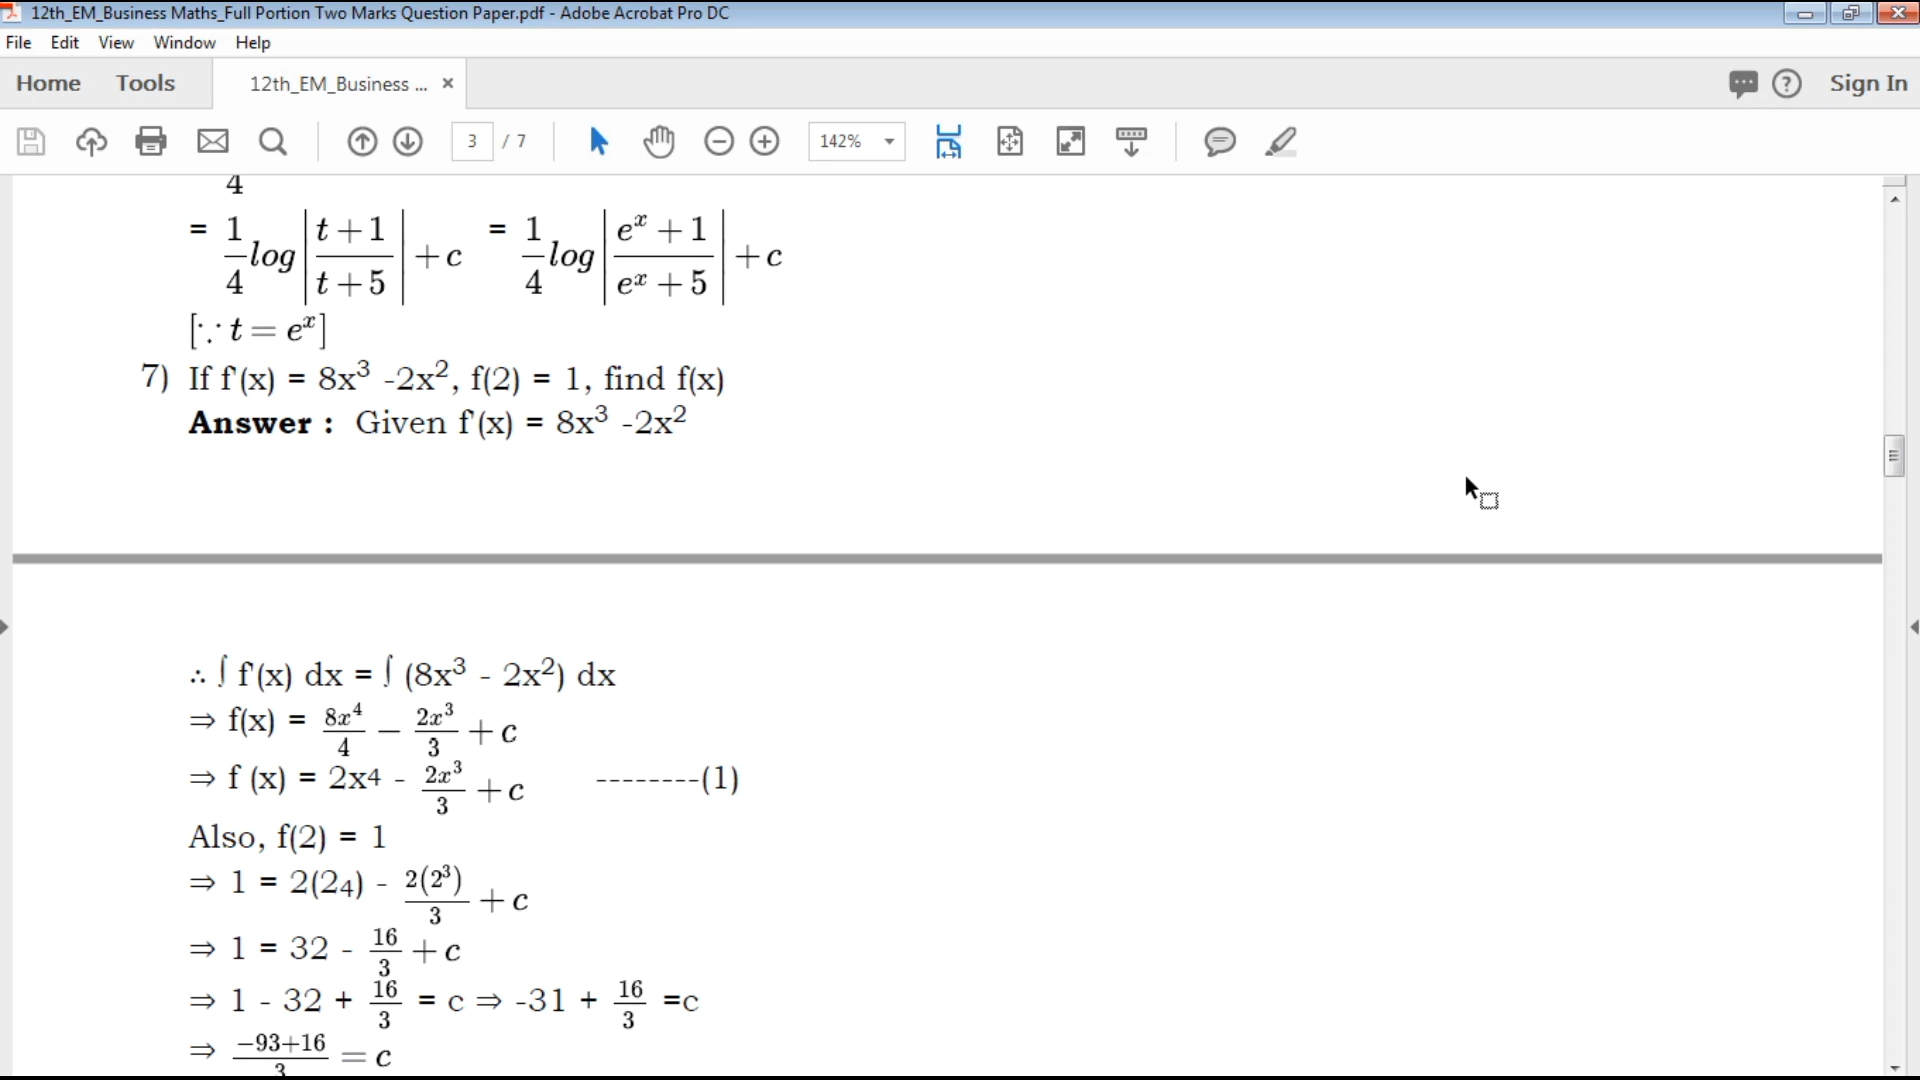 12th_EM_Business Maths_Full Portion Two Marks Question Paper.pdf - Adobe Acrobat Pro DC
File Edit View Window Help
Home Tools 12th_EM_Business ... × Sign In
3 / 7 142%
4
= 1/4 log |t+1 / t+5| + c = 1/4 log |eˣ+1 / eˣ+5| + c
[∵ t = eˣ]
7) If f'(x) = 8x³ -2x², f(2) = 1, find f(x)
Answer : Given f'(x) = 8x³ -2x²
∴ ∫ f'(x) dx = ∫ (8x³ - 2x²) dx
⇒ f(x) = 8x⁴/4 − 2x³/3 + c
⇒ f (x) = 2x4 - 2x³/3 + c --------(1)
Also, f(2) = 1
⇒ 1 = 2(2₄) - 2(2³)/3 + c
⇒ 1 = 32 - 16/3 + c
⇒ 1 - 32 + 16/3 = c ⇒ -31 + 16/3 =c
⇒ −93+16/3 = c